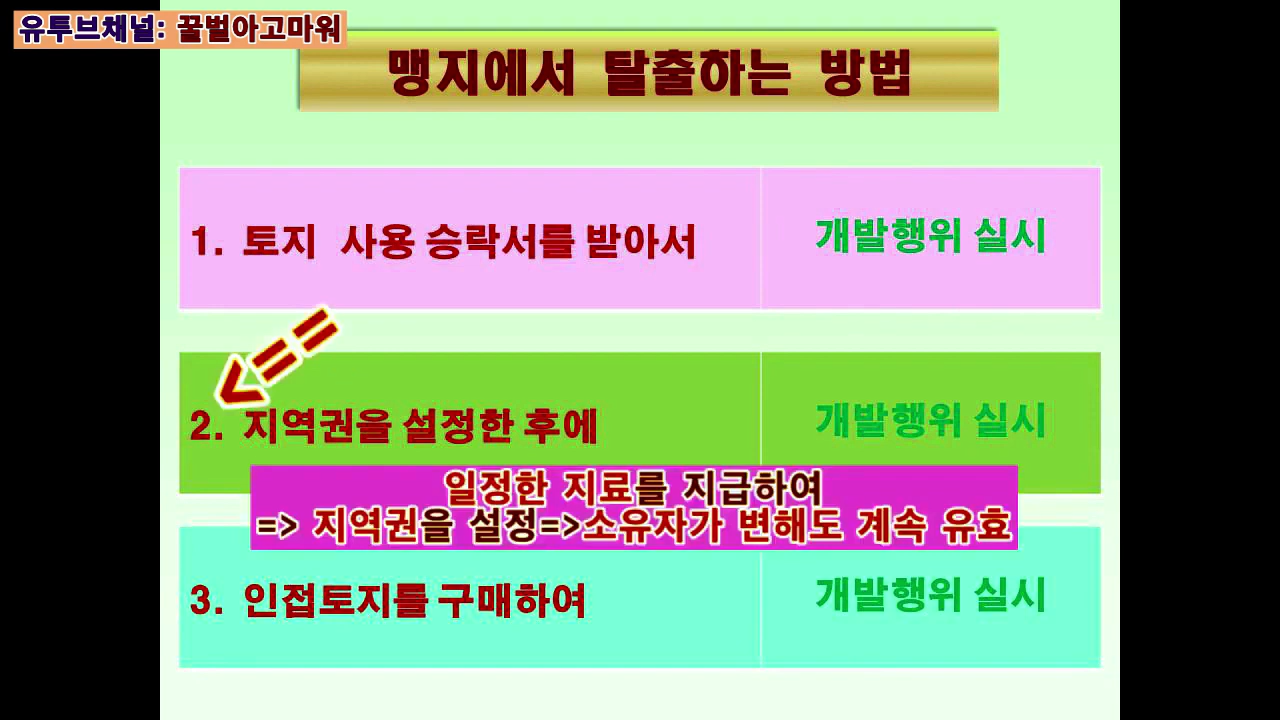 유투브채널: 꿀벌아고마워
맹지에서 탈출하는 방법
1. 토지 사용 승락서를 받아서
개발행위 실시
2. 지역권을 설정한 후에
개발행위 실시
일정한 지료를 지급하여
=> 지역권을 설정=>소유자가 변해도 계속 유효
3. 인접토지를 구매하여
개발행위 실시